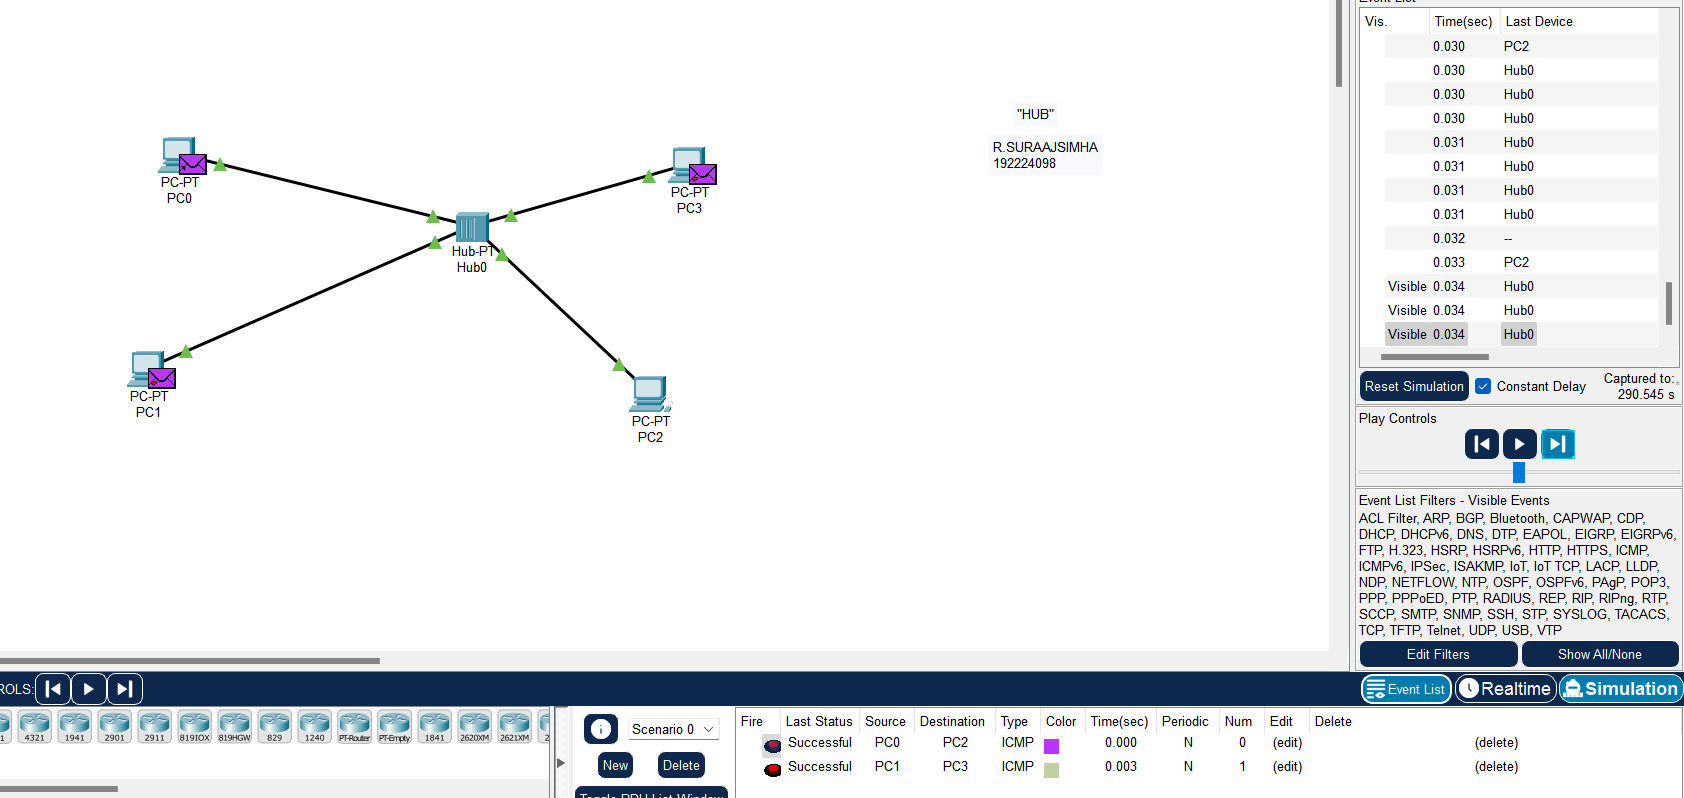 Event List
Vis. Time(sec) Last Device
0.030 PC2
0.030 Hub0
0.030 Hub0
0.030 Hub0
0.031 Hub0
0.031 Hub0
0.031 Hub0
0.031 Hub0
0.032 --
0.033 PC2
Visible 0.034 Hub0
Visible 0.034 Hub0
Visible 0.034 Hub0
Reset Simulation Constant Delay Captured to:
290.545 s
Play Controls
Event List Filters - Visible Events
ACL Filter, ARP, BGP, Bluetooth, CAPWAP, CDP,
DHCP, DHCPv6, DNS, DTP, EAPOL, EIGRP, EIGRPv6,
FTP, H.323, HSRP, HSRPv6, HTTP, HTTPS, ICMP,
ICMPv6, IPSec, ISAKMP, IoT, IoT TCP, LACP, LLDP,
NDP, NETFLOW, NTP, OSPF, OSPFv6, PAgP, POP3,
PPP, PPPoED, PTP, RADIUS, REP, RIP, RIPng, RTP,
SCCP, SMTP, SNMP, SSH, STP, SYSLOG, TACACS,
TCP, TFTP, Telnet, UDP, USB, VTP
Edit Filters Show All/None
"HUB"
R.SURAAJSIMHA
192224098
PC-PT
PC0
PC-PT
PC3
Hub-PT
Hub0
PC-PT
PC1
PC-PT
PC2
ROLS:
Event List Realtime Simulation
1 4321 1941 2901 2911 819IOX 819HGW 829 1240 PT-Router PT-Empty 1841 2620XM 2621XM 2
Scenario 0
New Delete
Toggle PDU List Window
Fire Last Status Source Destination Type Color Time(sec) Periodic Num Edit Delete
Successful PC0 PC2 ICMP 0.000 N 0 (edit) (delete)
Successful PC1 PC3 ICMP 0.003 N 1 (edit) (delete)